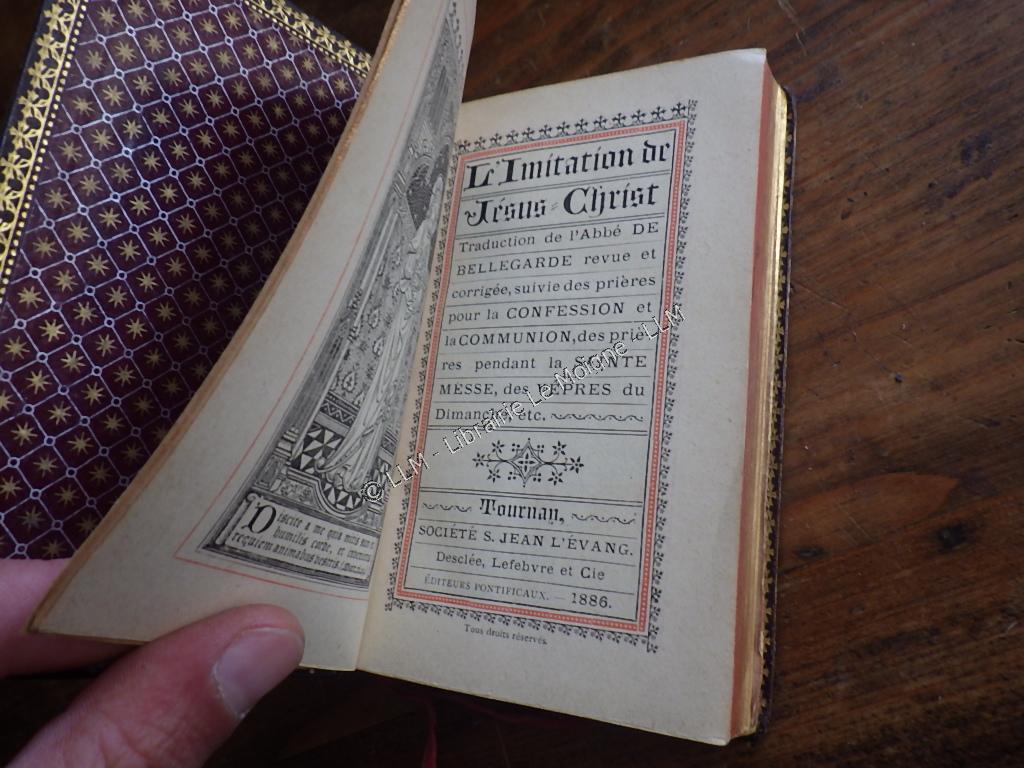 L'Imitation de
Jésus-Christ
Traduction de l'Abbé DE
BELLEGARDE revue et
corrigée, suivie des prières
pour la CONFESSION et
la COMMUNION, des priè-
res pendant la SAINTE
MESSE, des VÊPRES du
Dimanche, etc.
Tournay,
SOCIÉTÉ S. JEAN L'ÉVANG.
Desclée, Lefebvre et Cie
ÉDITEURS PONTIFICAUX. — 1886.
Tous droits réservés.
Discite a me quia mitis sum
humilis corde, et
requiem animabus vestris.
© LLM - Librairie Le Moigne - LLM